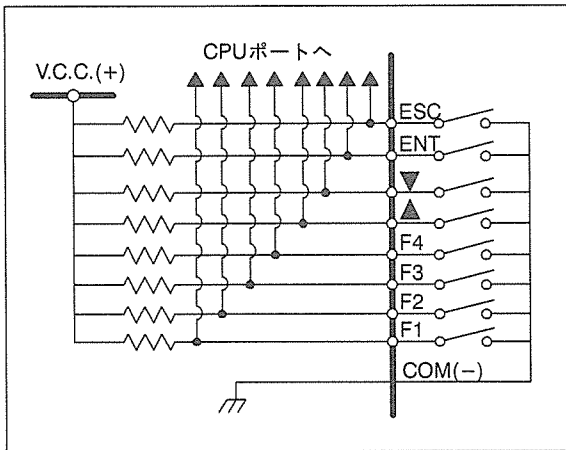 CPUポートへ
V.C.C.(+)
ESC
ENT
▼
▲
F4
F3
F2
F1
COM(−)